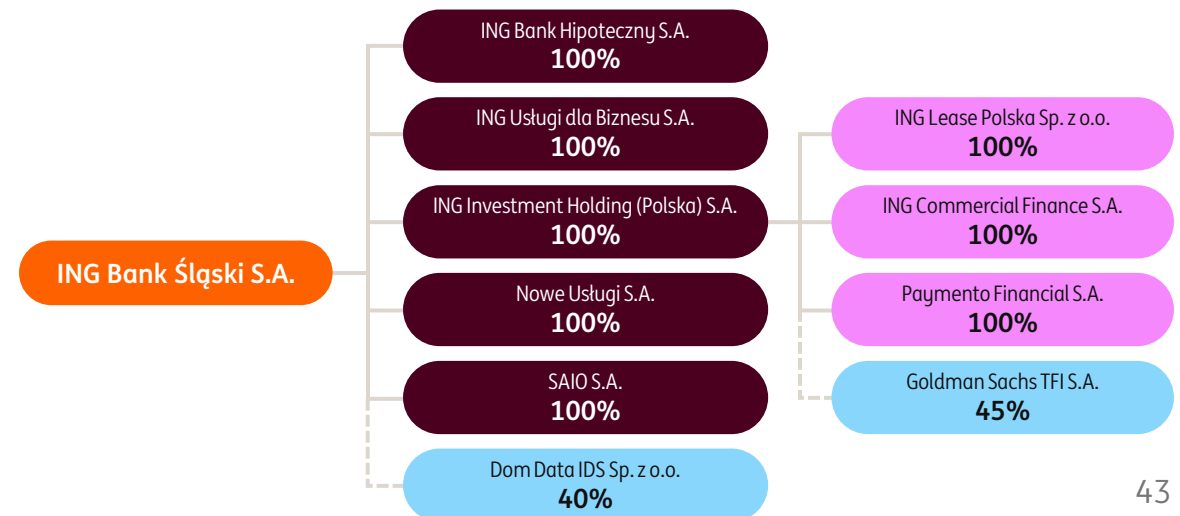 ING Bank Śląski S.A.
ING Bank Hipoteczny S.A.
100%
ING Usługi dla Biznesu S.A.
100%
ING Investment Holding (Polska) S.A.
100%
Nowe Usługi S.A.
100%
SAIO S.A.
100%
Dom Data IDS Sp. z o.o.
40%
ING Lease Polska Sp. z o.o.
100%
ING Commercial Finance S.A.
100%
Paymento Financial S.A.
100%
Goldman Sachs TFI S.A.
45%
43